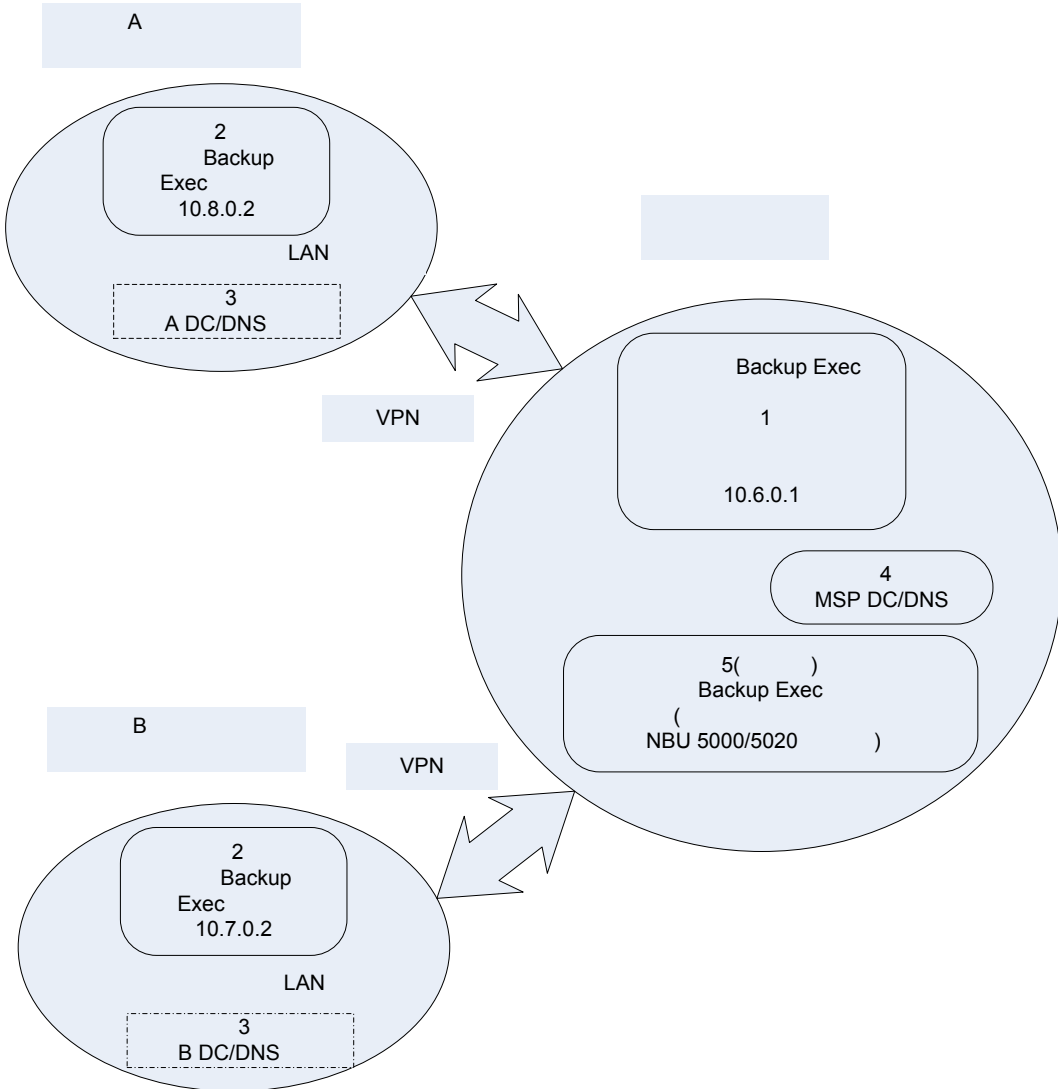 A
2
Backup
Exec
10.8.0.2
LAN
3
A DC/DNS
VPN
Backup Exec
1
10.6.0.1
4
MSP DC/DNS
5( )
Backup Exec
(
NBU 5000/5020 )
B
VPN
2
Backup
Exec
10.7.0.2
LAN
3
B DC/DNS